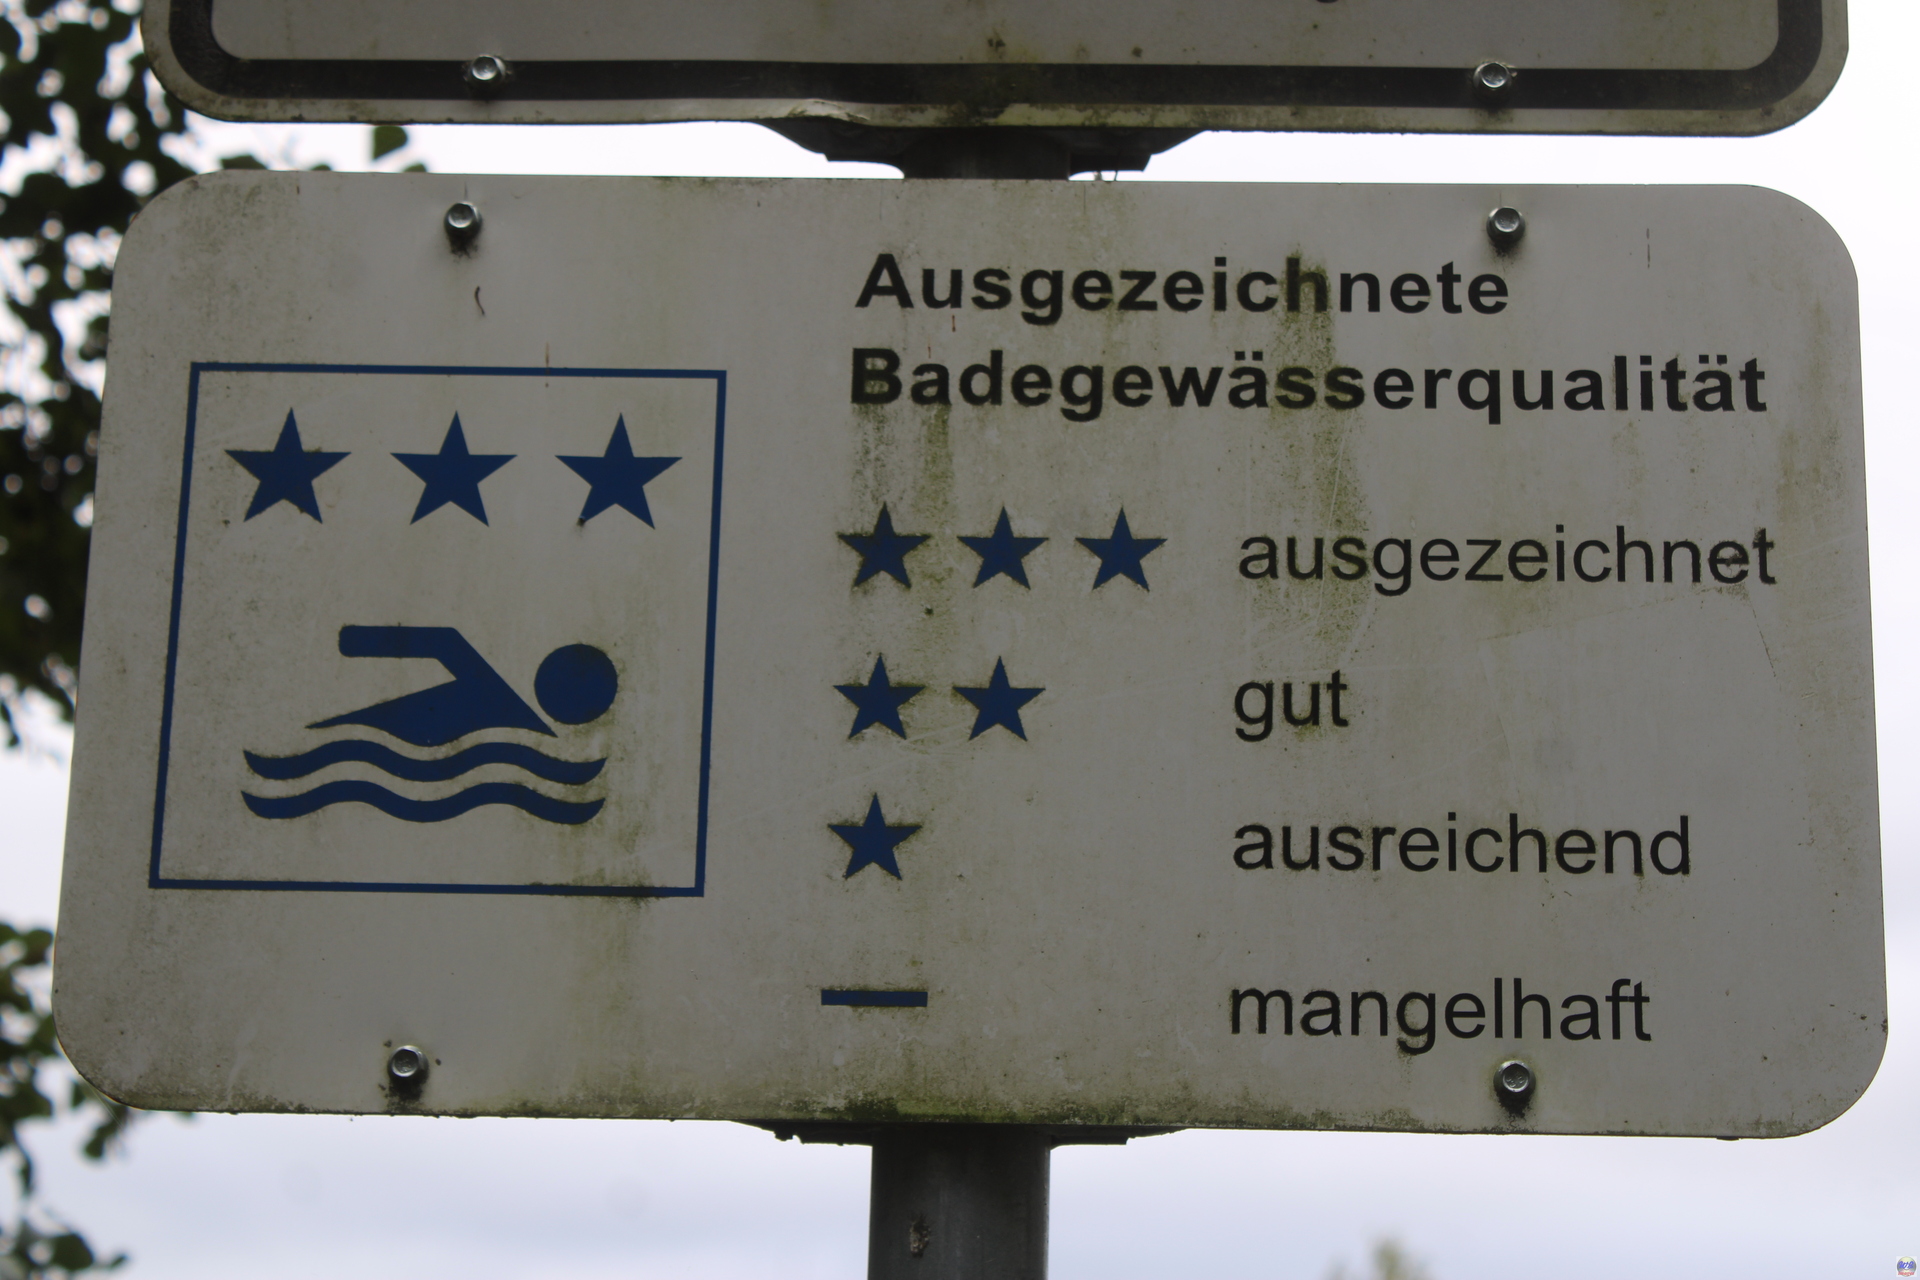 Ausgezeichnete
Badegewässerqualität
ausgezeichnet
gut
ausreichend
mangelhaft